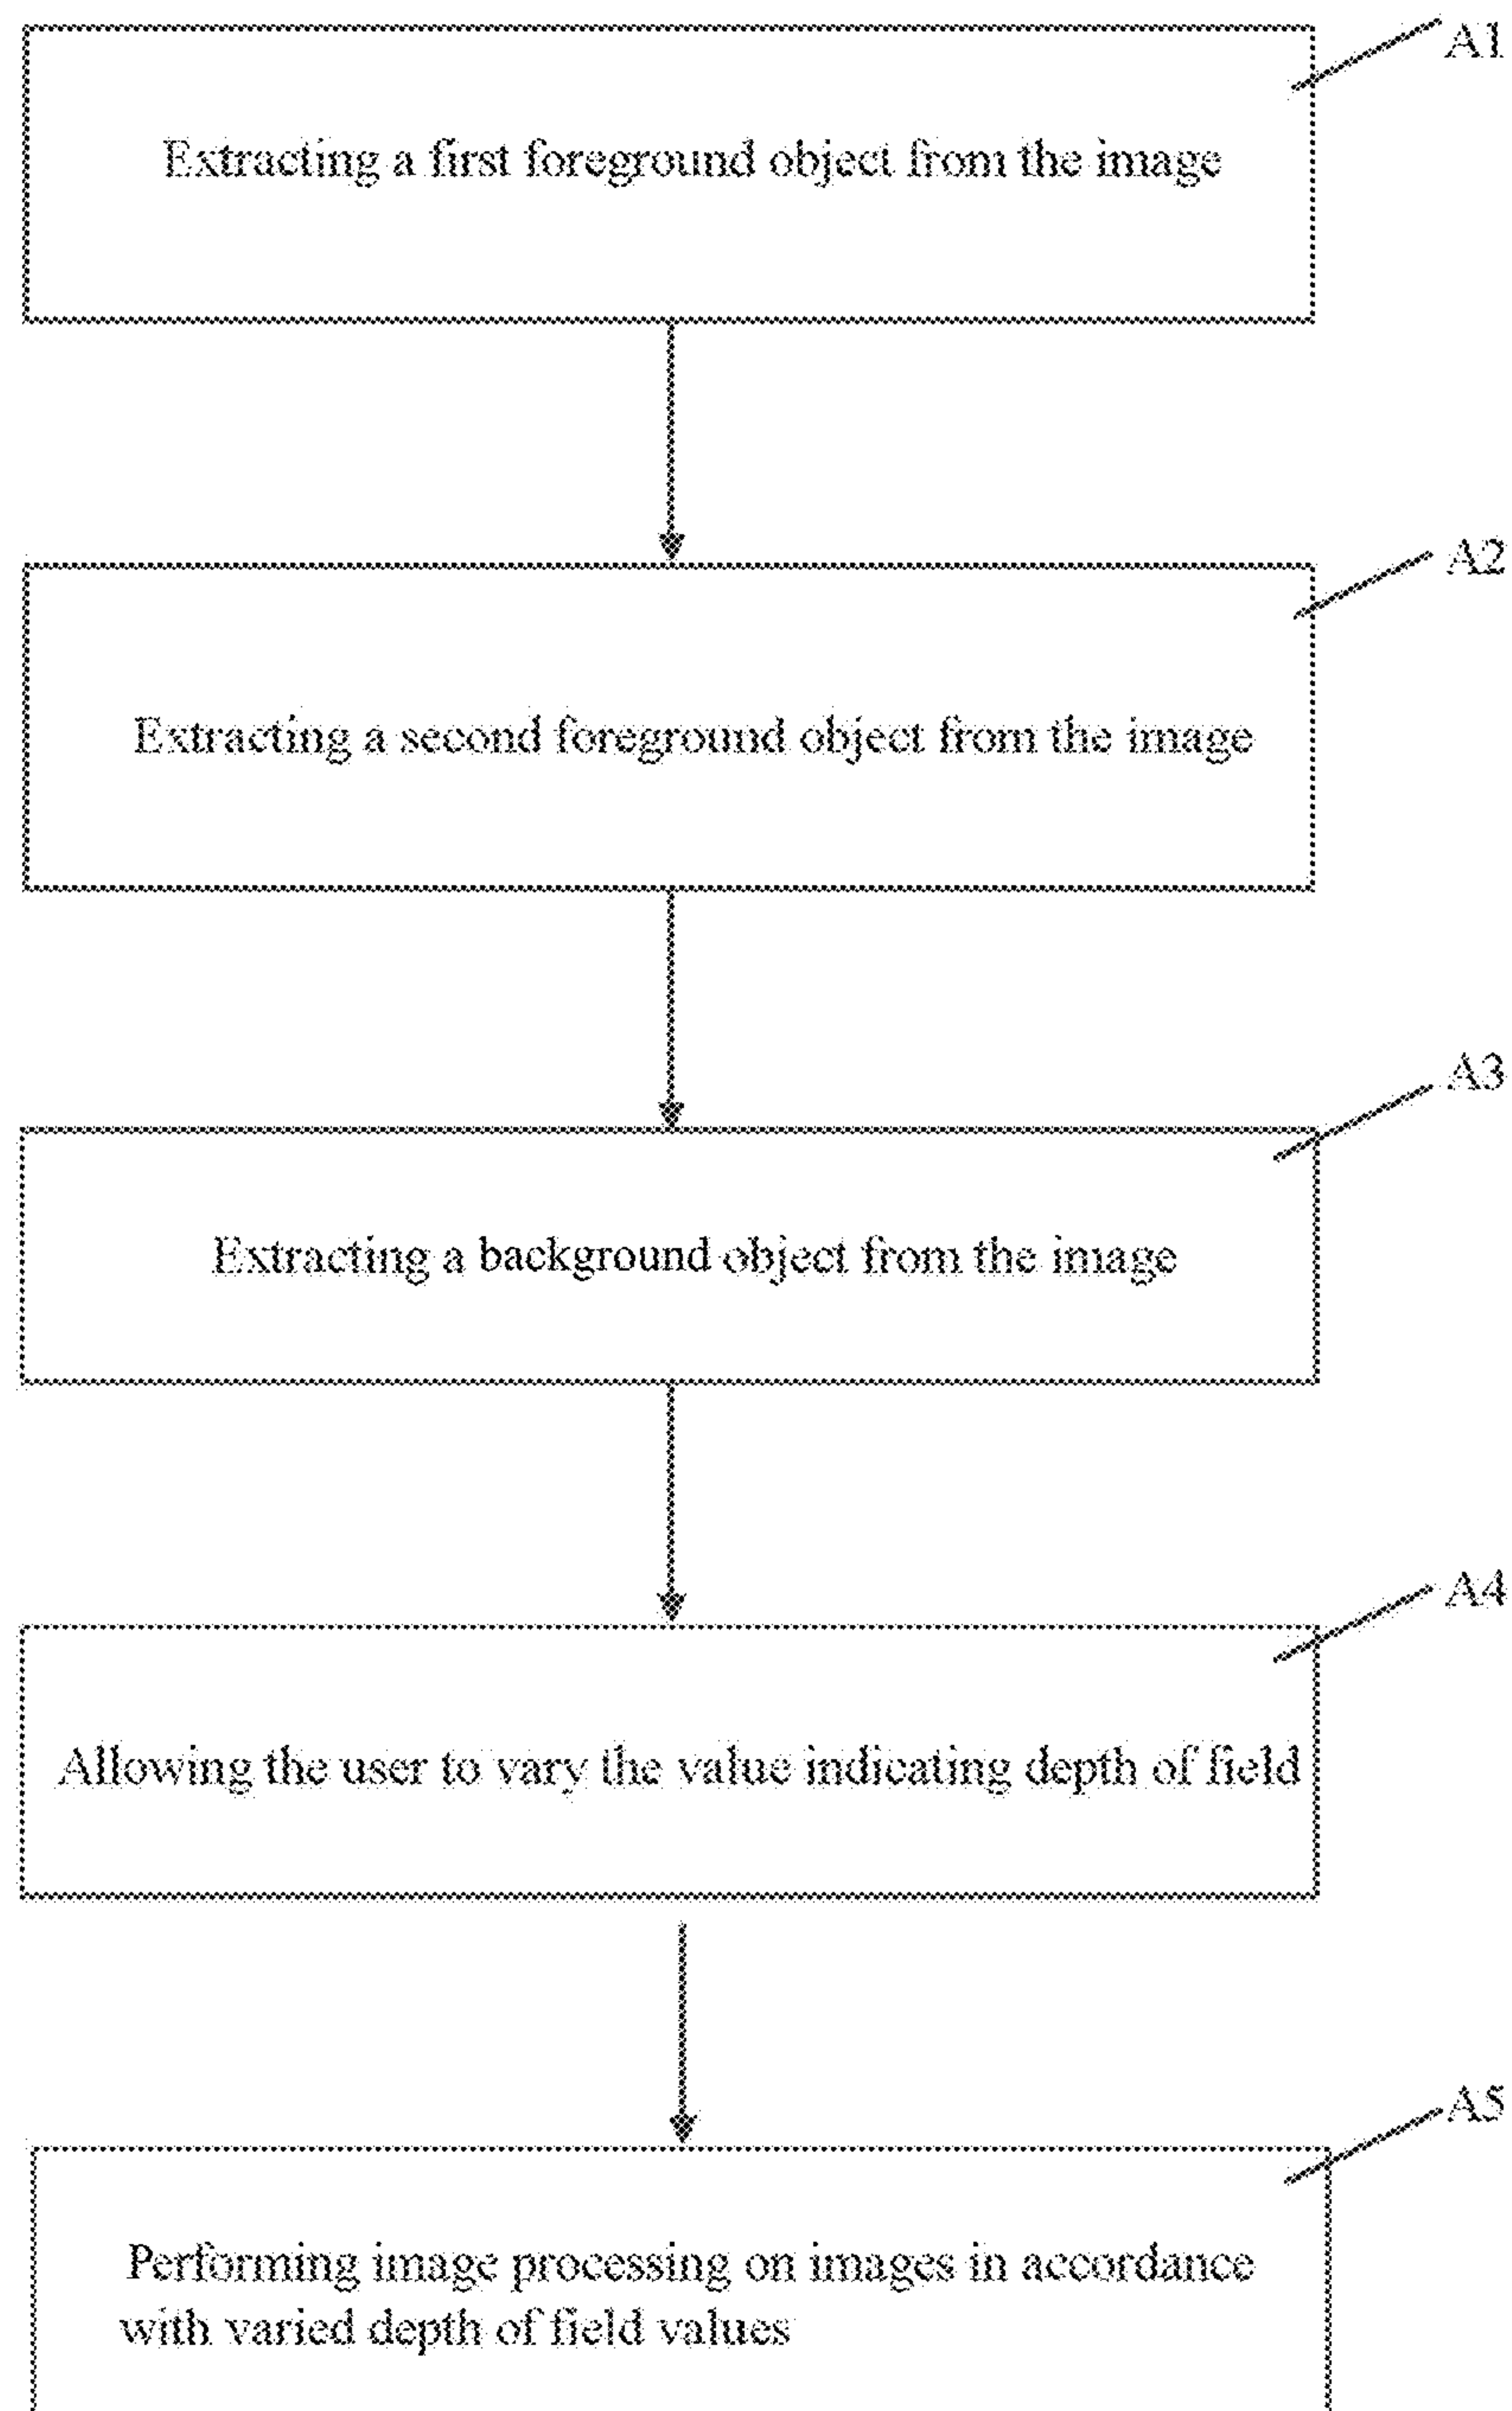 A1
Extracting a first foreground object from the image
A2
Extracting a second foreground object from the image
A3
Extracting a background object from the image
A4
Allowing the user to vary the value indicating depth of field
A5
Performing image processing on images in accordance
with varied depth of field values